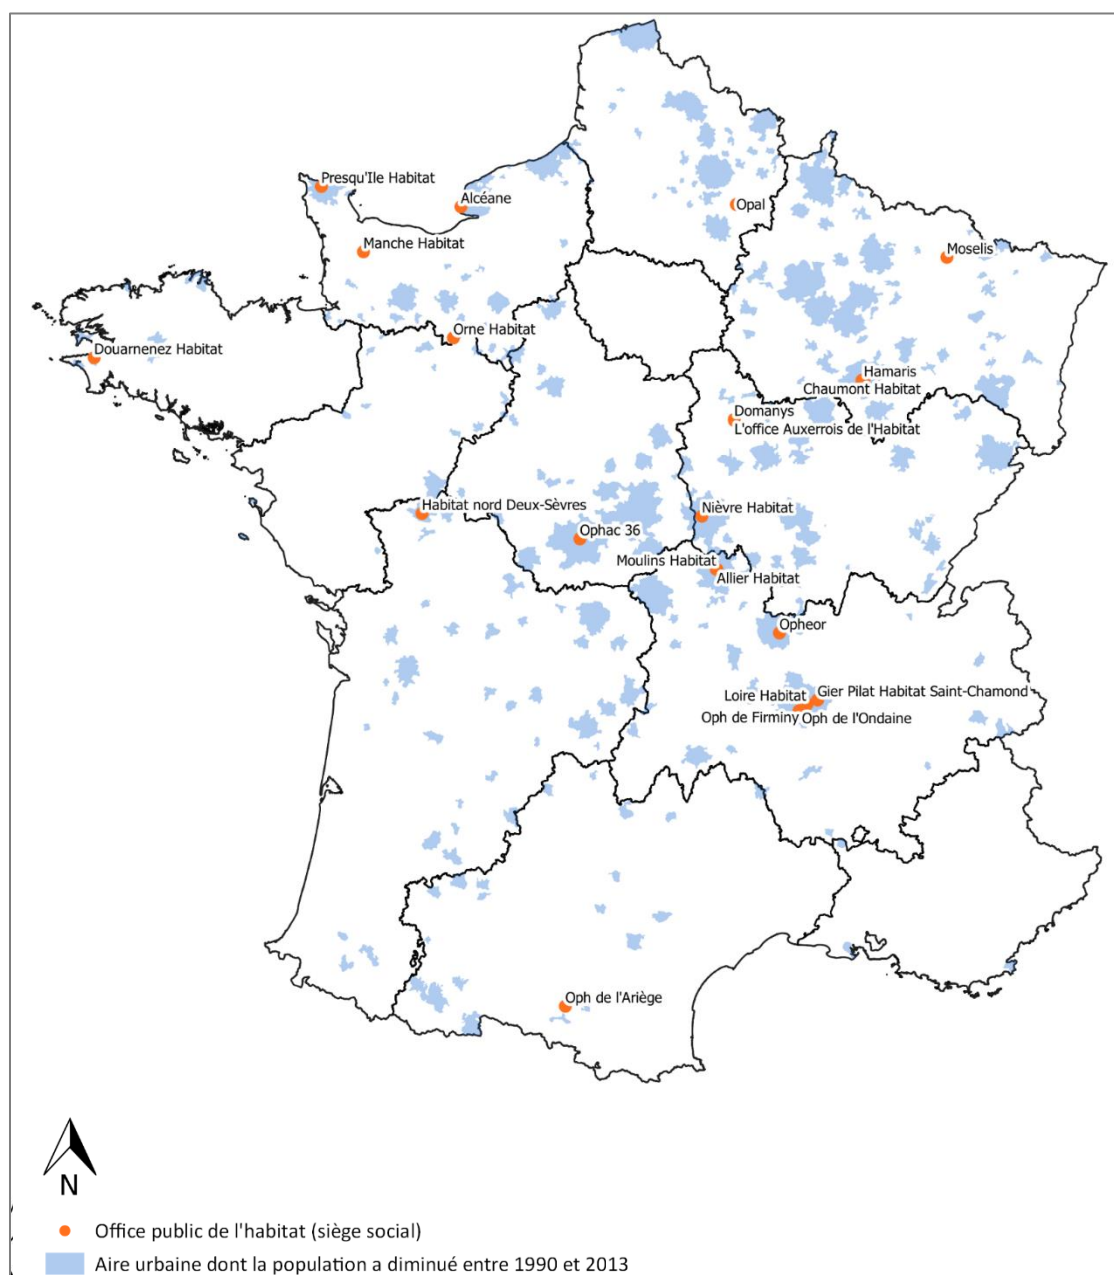 Presqu'Ile Habitat
Alcéane
Opal
Manche Habitat
Moselis
Orne Habitat
Douarnenez Habitat
Hamaris
Chaumont Habitat
Domanys
L'office Auxerrois de l'Habitat
Habitat nord Deux-Sèvres
Nièvre Habitat
Ophac 36
Moulins Habitat
Allier Habitat
Opheor
Loire Habitat
Gier Pilat Habitat Saint-Chamond
Oph de Firminy
Oph de l'Ondaine
Oph de l'Ariège
N
Office public de l'habitat (siège social)
Aire urbaine dont la population a diminué entre 1990 et 2013